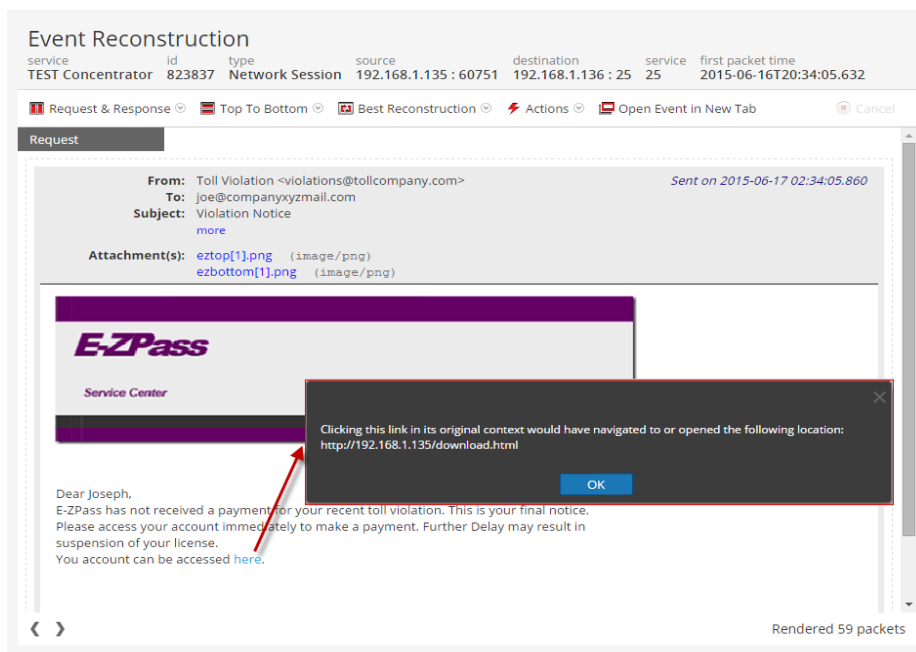 Event Reconstruction
service id type source destination service first packet time
TEST Concentrator 823837 Network Session 192.168.1.135 : 60751 192.168.1.136 : 25 25 2015-06-16T20:34:05.632
Request & Response Top To Bottom Best Reconstruction Actions Open Event in New Tab Cancel
Request
From: Toll Violation <violations@tollcompany.com> Sent on 2015-06-17 02:34:05.860
To: joe@companyxyzmail.com
Subject: Violation Notice
more
Attachment(s): eztop[1].png (image/png)
ezbottom[1].png (image/png)
E-ZPass
Service Center
Clicking this link in its original context would have navigated to or opened the following location:
http://192.168.1.135/download.html
OK
Dear Joseph,
E-ZPass has not received a payment for your recent toll violation. This is your final notice.
Please access your account immediately to make a payment. Further Delay may result in
suspension of your license.
You account can be accessed here.
Rendered 59 packets